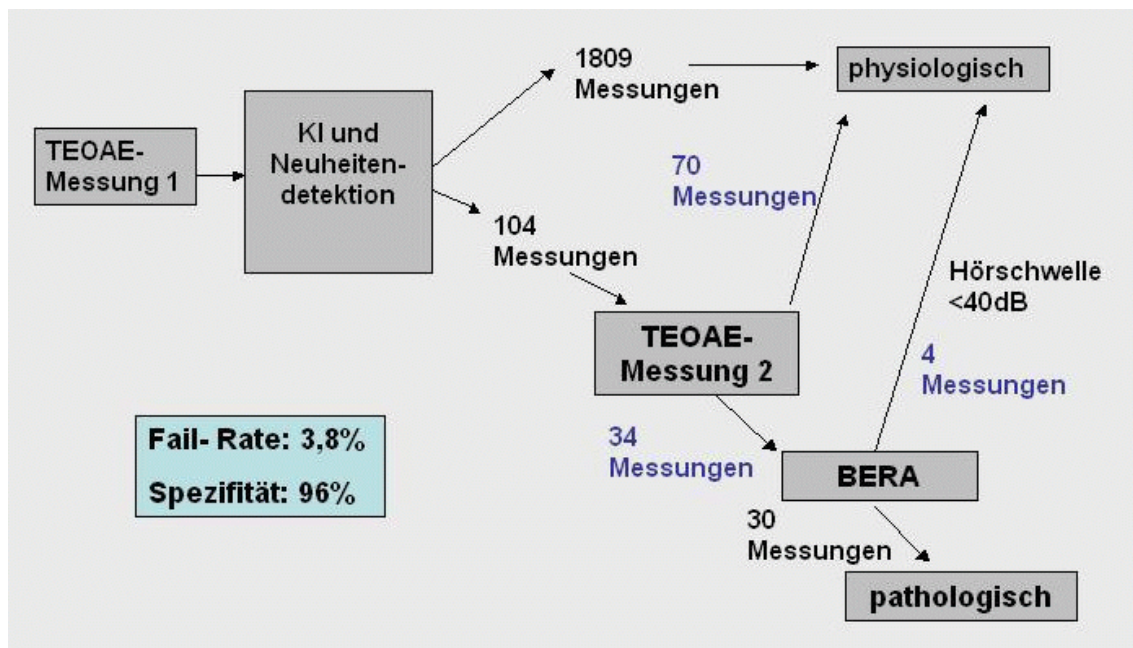 TEOAE-
Messung 1
KI und
Neuheiten-
detektion
1809
Messungen
physiologisch
104
Messungen
70
Messungen
TEOAE-
Messung 2
Hörschwelle
<40dB
4
Messungen
34
Messungen
BERA
30
Messungen
pathologisch
Fail- Rate: 3,8%
Spezifität: 96%